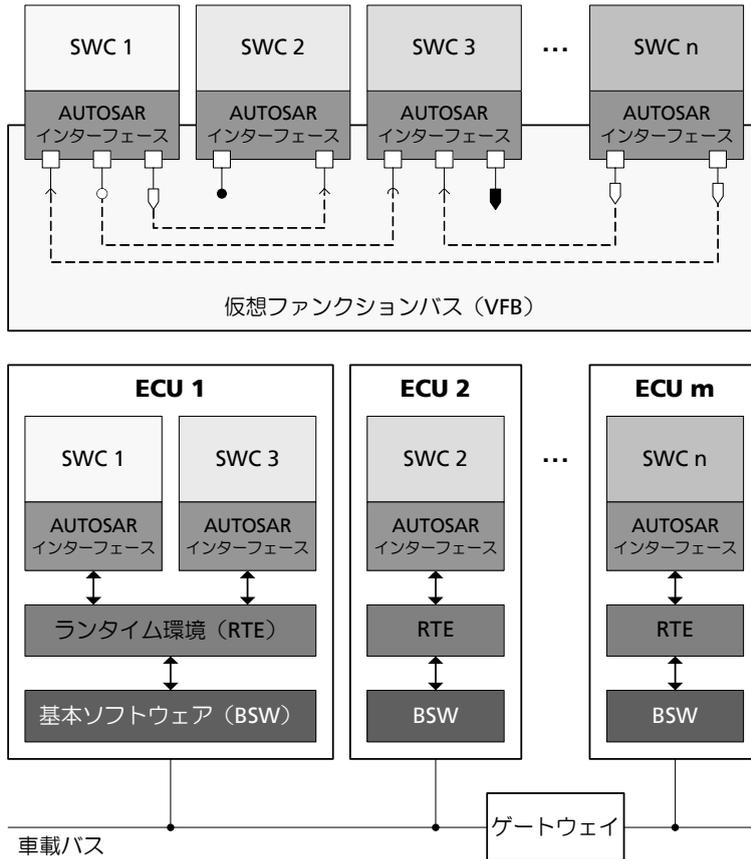 SWC 1
SWC 2
SWC 3
...
SWC n
AUTOSAR
インターフェース
AUTOSAR
インターフェース
AUTOSAR
インターフェース
AUTOSAR
インターフェース
仮想ファンクションバス（VFB）
ECU 1
ECU 2
ECU m
SWC 1
SWC 3
SWC 2
...
SWC n
AUTOSAR
インターフェース
AUTOSAR
インターフェース
AUTOSAR
インターフェース
AUTOSAR
インターフェース
ランタイム環境（RTE）
RTE
RTE
基本ソフトウェア（BSW）
BSW
BSW
ゲートウェイ
車載バス